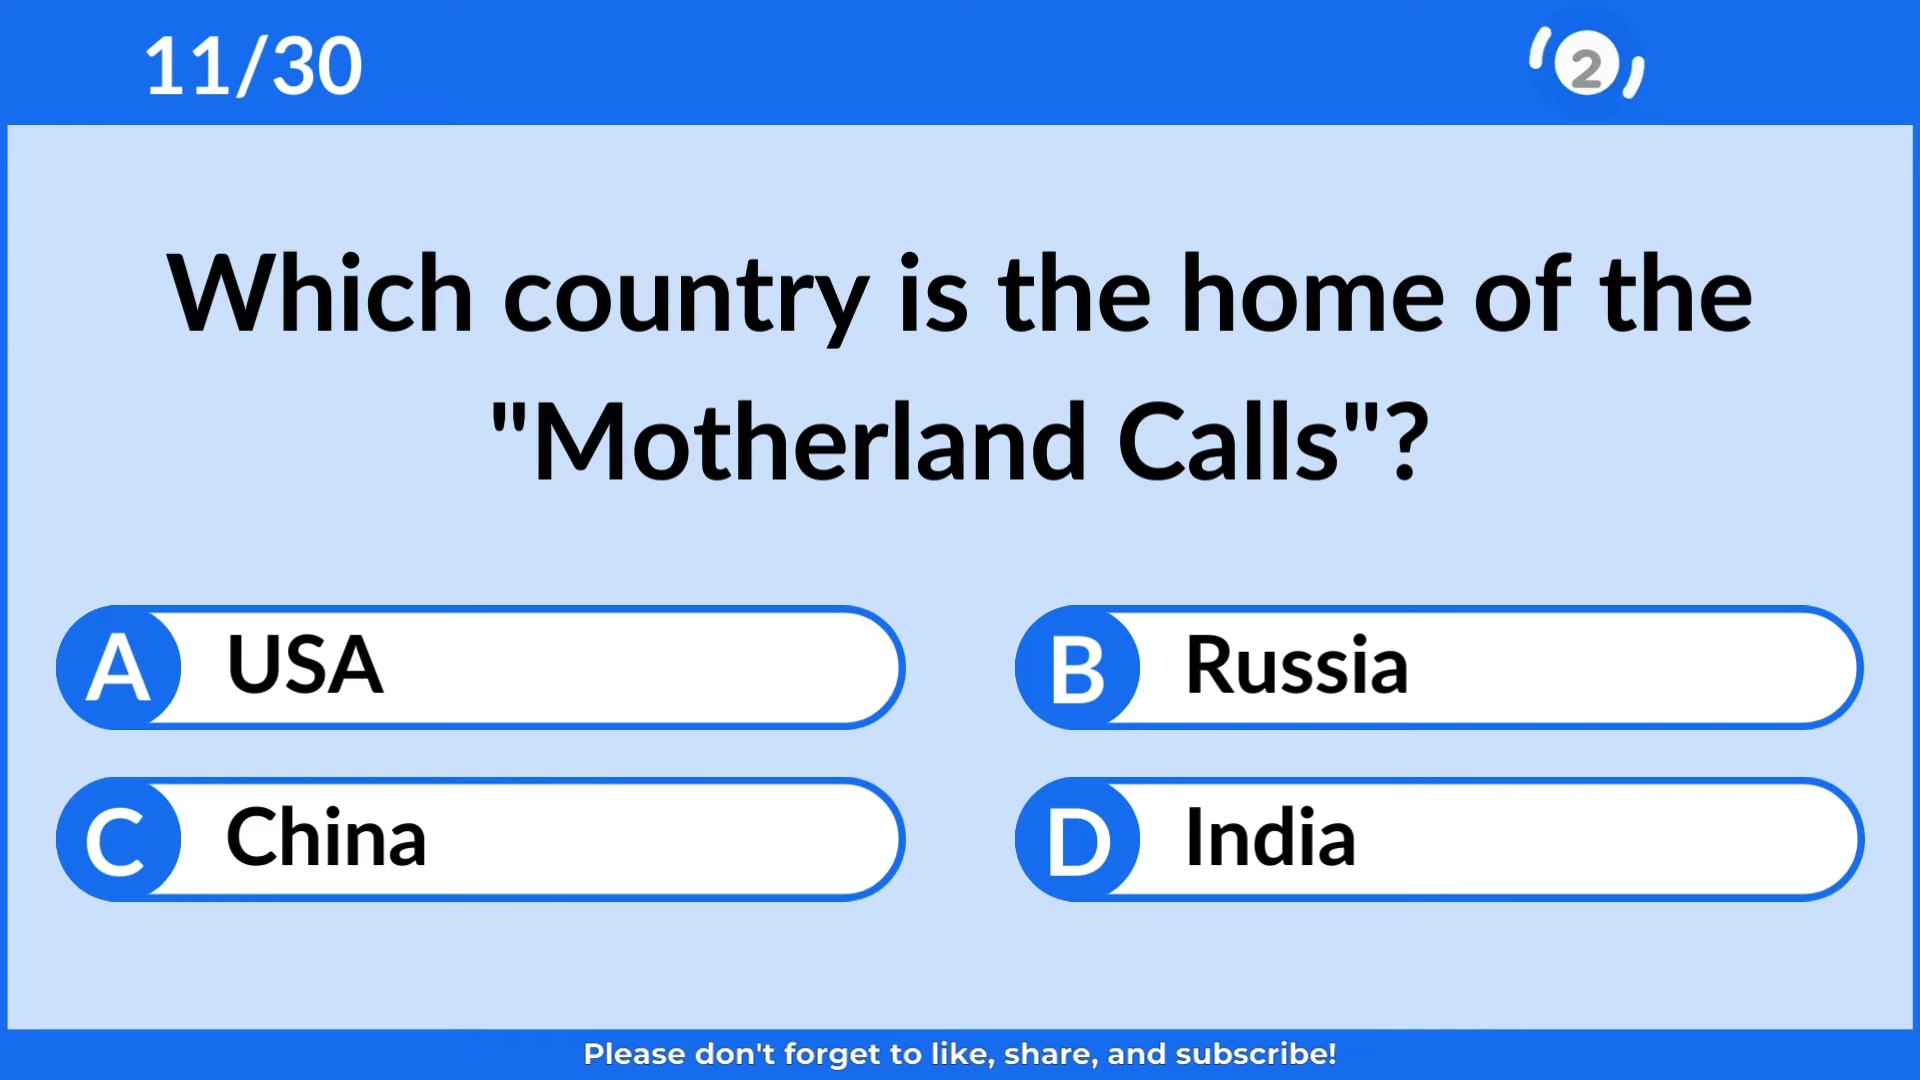 11/30
2
Which country is the home of the
"Motherland Calls"?
A USA
B Russia
C China
D India
Please don't forget to like, share, and subscribe!